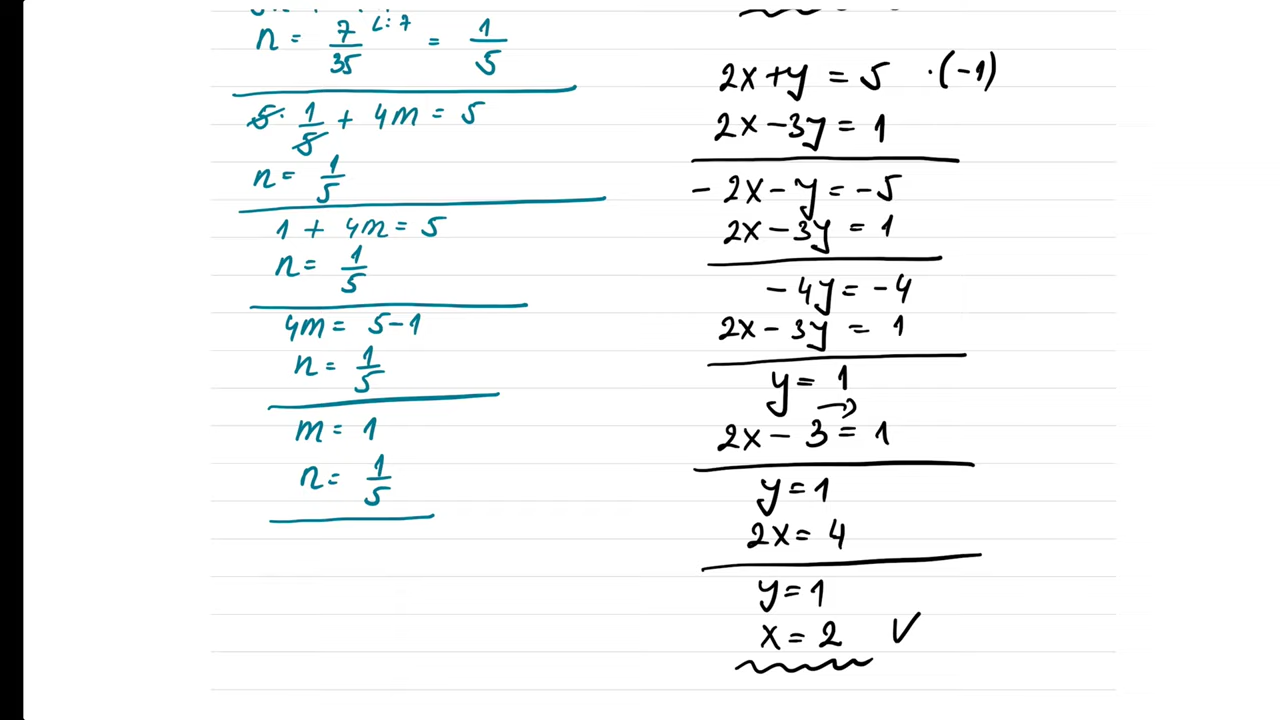 n = 7/35 L:7 = 1/5
5 · 1/5 + 4m = 5
n = 1/5
1 + 4m = 5
n = 1/5
4m = 5-1
n = 1/5
m = 1
n = 1/5
2x+y = 5 ·(-1)
2x-3y = 1
-2x-y = -5
2x-3y = 1
-4y = -4
2x-3y = 1
y = 1
2x-3 = 1
y = 1
2x = 4
y = 1
x = 2 ✓